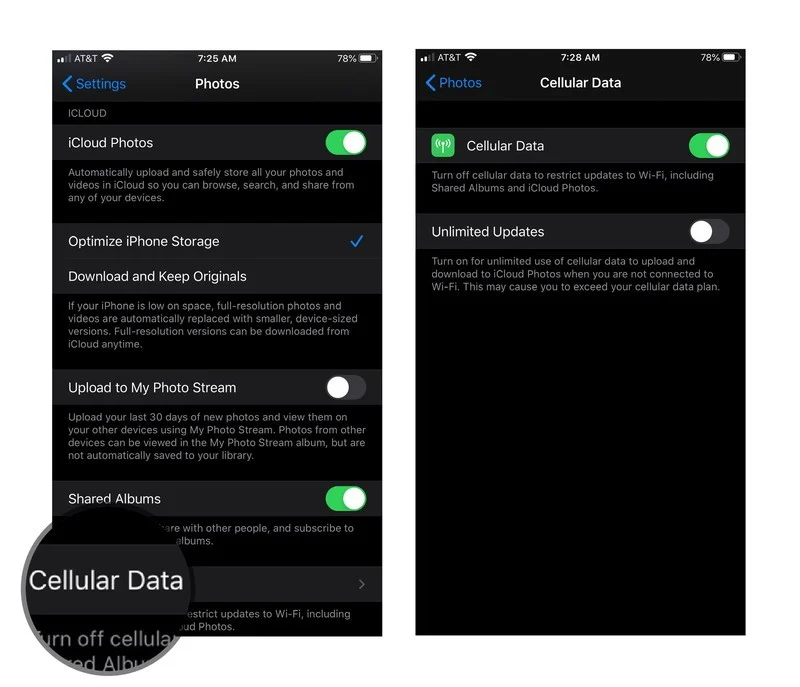 AT&T 7:25 AM 78%
Settings Photos
ICLOUD
iCloud Photos
Automatically upload and safely store all your photos and
videos in iCloud so you can browse, search, and share from
any of your devices.
Optimize iPhone Storage
Download and Keep Originals
If your iPhone is low on space, full-resolution photos and
videos are automatically replaced with smaller, device-sized
versions. Full-resolution versions can be downloaded from
iCloud anytime.
Upload to My Photo Stream
Upload your last 30 days of new photos and view them on
your other devices using My Photo Stream. Photos from
other devices can be viewed in the My Photo Stream album, but are
not automatically saved to your library.
Shared Albums
are with other people, and subscribe to
albums.
Cellular Data
estrict updates to Wi-Fi, including
ud Photos.
urn off cellula
ed Albu
AT&T 7:28 AM 78%
Photos Cellular Data
Cellular Data
Turn off cellular data to restrict updates to Wi-Fi, including
Shared Albums and iCloud Photos.
Unlimited Updates
Turn on for unlimited use of cellular data to upload and
download to iCloud Photos when you are not connected to
Wi-Fi. This may cause you to exceed your cellular data plan.